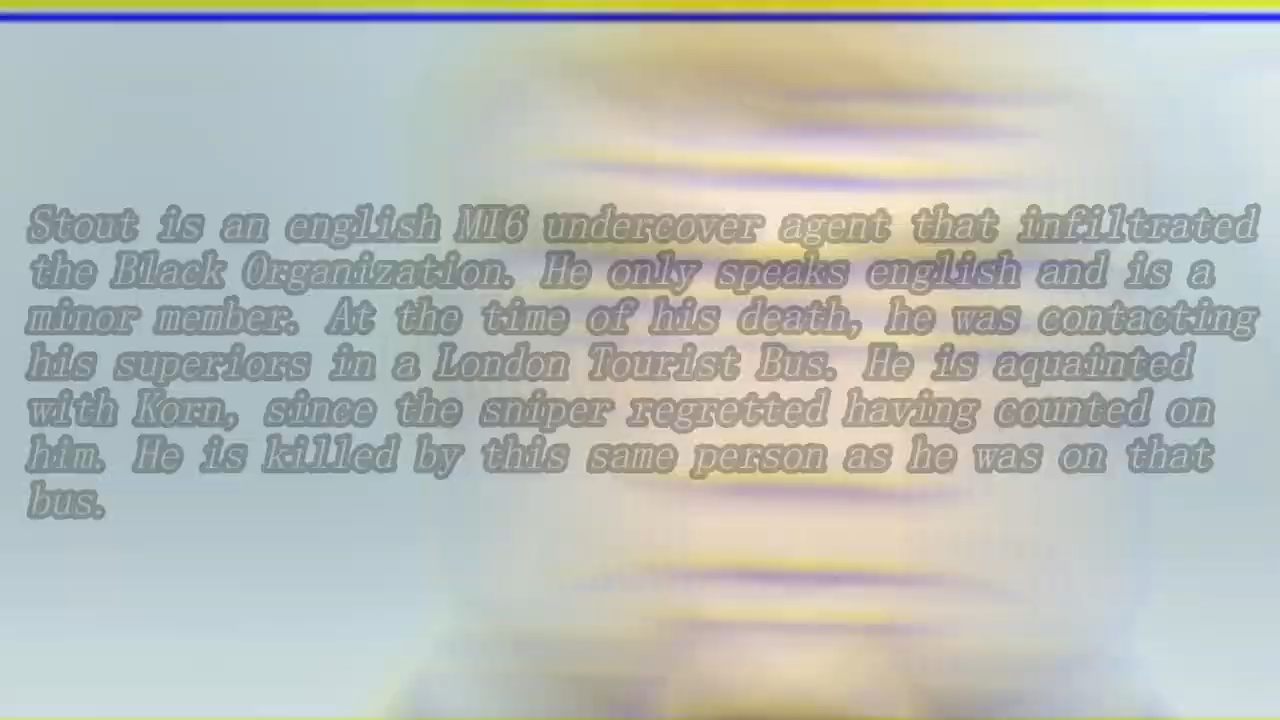 Stout is an english MI6 undercover agent that infiltrated
the Black Organization. He only speaks english and is a
minor member. At the time of his death, he was contacting
his superiors in a London Tourist Bus. He is aquainted
with Korn, since the sniper regretted having counted on
him. He is killed by this same person as he was on that
bus.